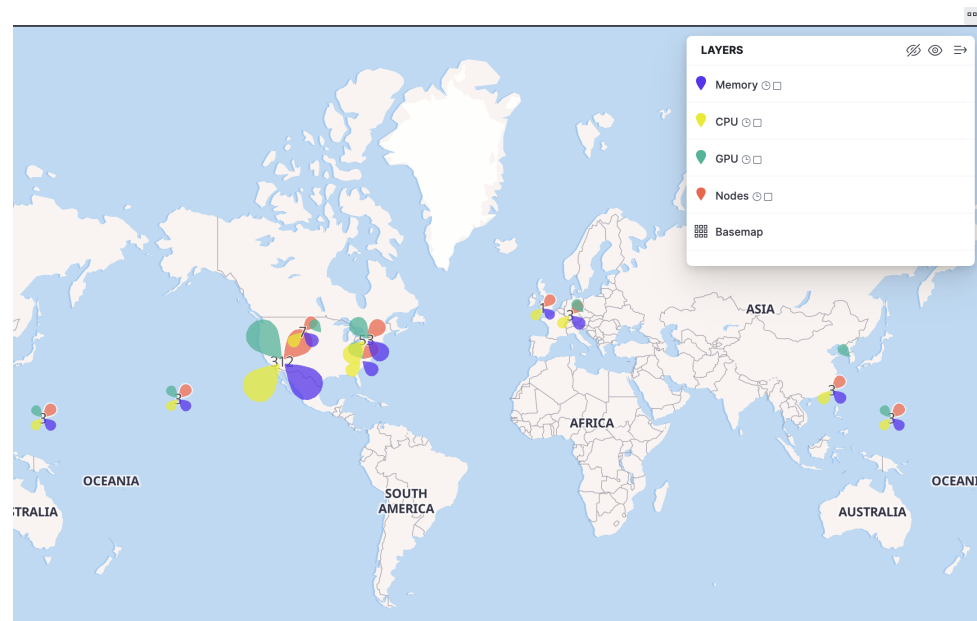 LAYERS
Memory
CPU
GPU
Nodes
Basemap
ASIA
7
53
312
1
3
3
3
3
3
AFRICA
OCEANIA
OCEANI
SOUTH
AMERICA
TRALIA
AUSTRALIA